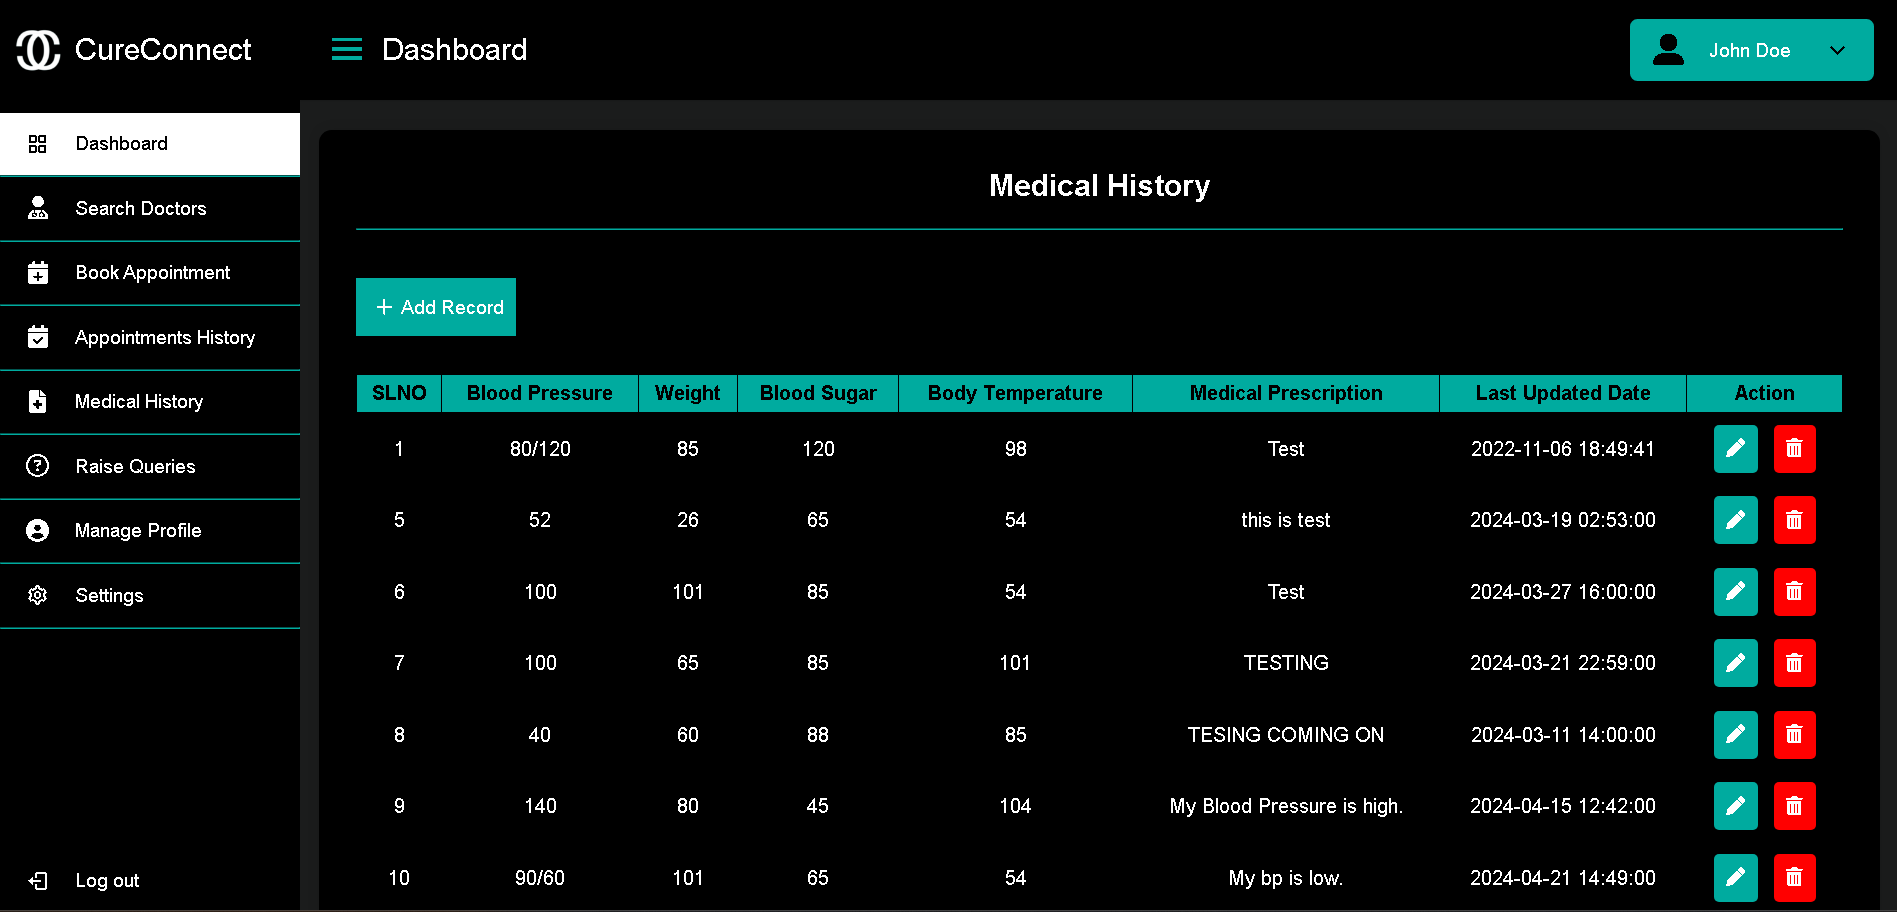 CureConnect
Dashboard
John Doe
Dashboard
Search Doctors
Book Appointment
Appointments History
Medical History
Raise Queries
Manage Profile
Settings
Log out
Medical History
+ Add Record
SLNO Blood Pressure Weight Blood Sugar Body Temperature Medical Prescription Last Updated Date Action
1 80/120 85 120 98 Test 2022-11-06 18:49:41
5 52 26 65 54 this is test 2024-03-19 02:53:00
6 100 101 85 54 Test 2024-03-27 16:00:00
7 100 65 85 101 TESTING 2024-03-21 22:59:00
8 40 60 88 85 TESING COMING ON 2024-03-11 14:00:00
9 140 80 45 104 My Blood Pressure is high. 2024-04-15 12:42:00
10 90/60 101 65 54 My bp is low. 2024-04-21 14:49:00